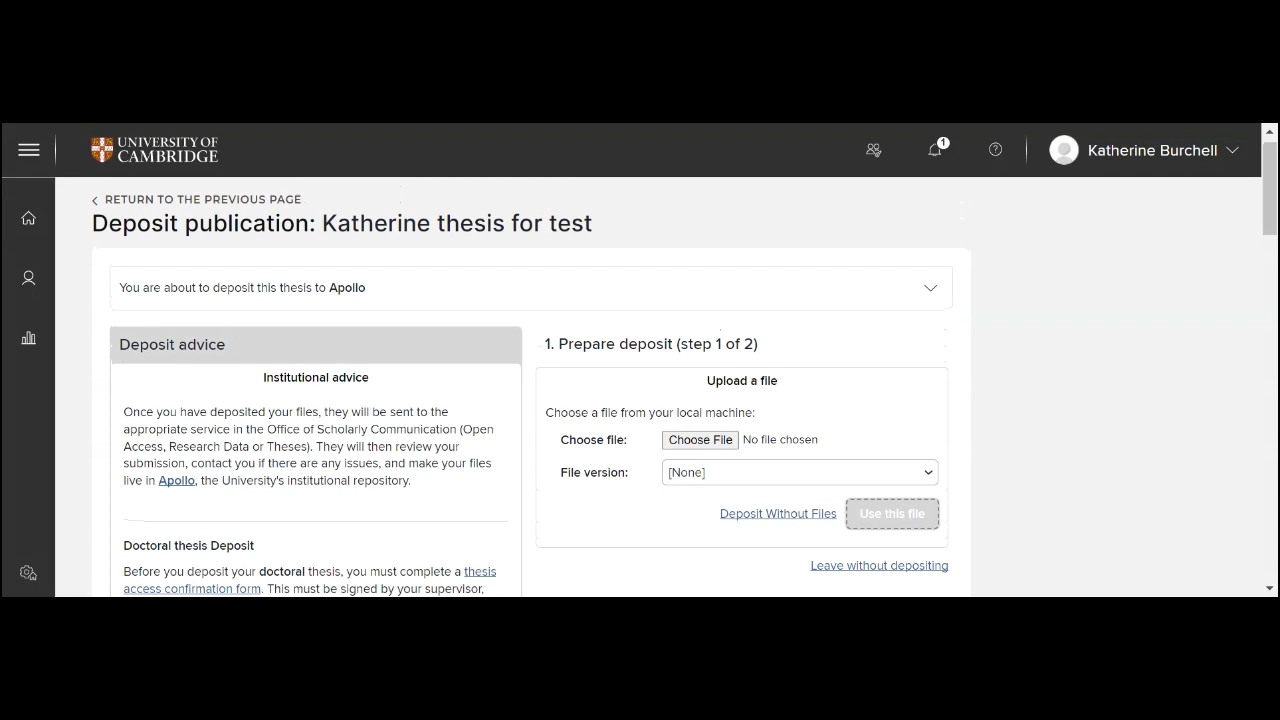 UNIVERSITY OF
CAMBRIDGE
1
Katherine Burchell
RETURN TO THE PREVIOUS PAGE
Deposit publication: Katherine thesis for test
You are about to deposit this thesis to Apollo
Deposit advice
Institutional advice
Once you have deposited your files, they will be sent to the
appropriate service in the Office of Scholarly Communication (Open
Access, Research Data or Theses). They will then review your
submission, contact you if there are any issues, and make your files
live in Apollo, the University's institutional repository.
Doctoral thesis Deposit
Before you deposit your doctoral thesis, you must complete a thesis
access confirmation form. This must be signed by your supervisor,
1. Prepare deposit (step 1 of 2)
Upload a file
Choose a file from your local machine:
Choose file: Choose File No file chosen
File version: [None]
Deposit Without Files Use this file
Leave without depositing